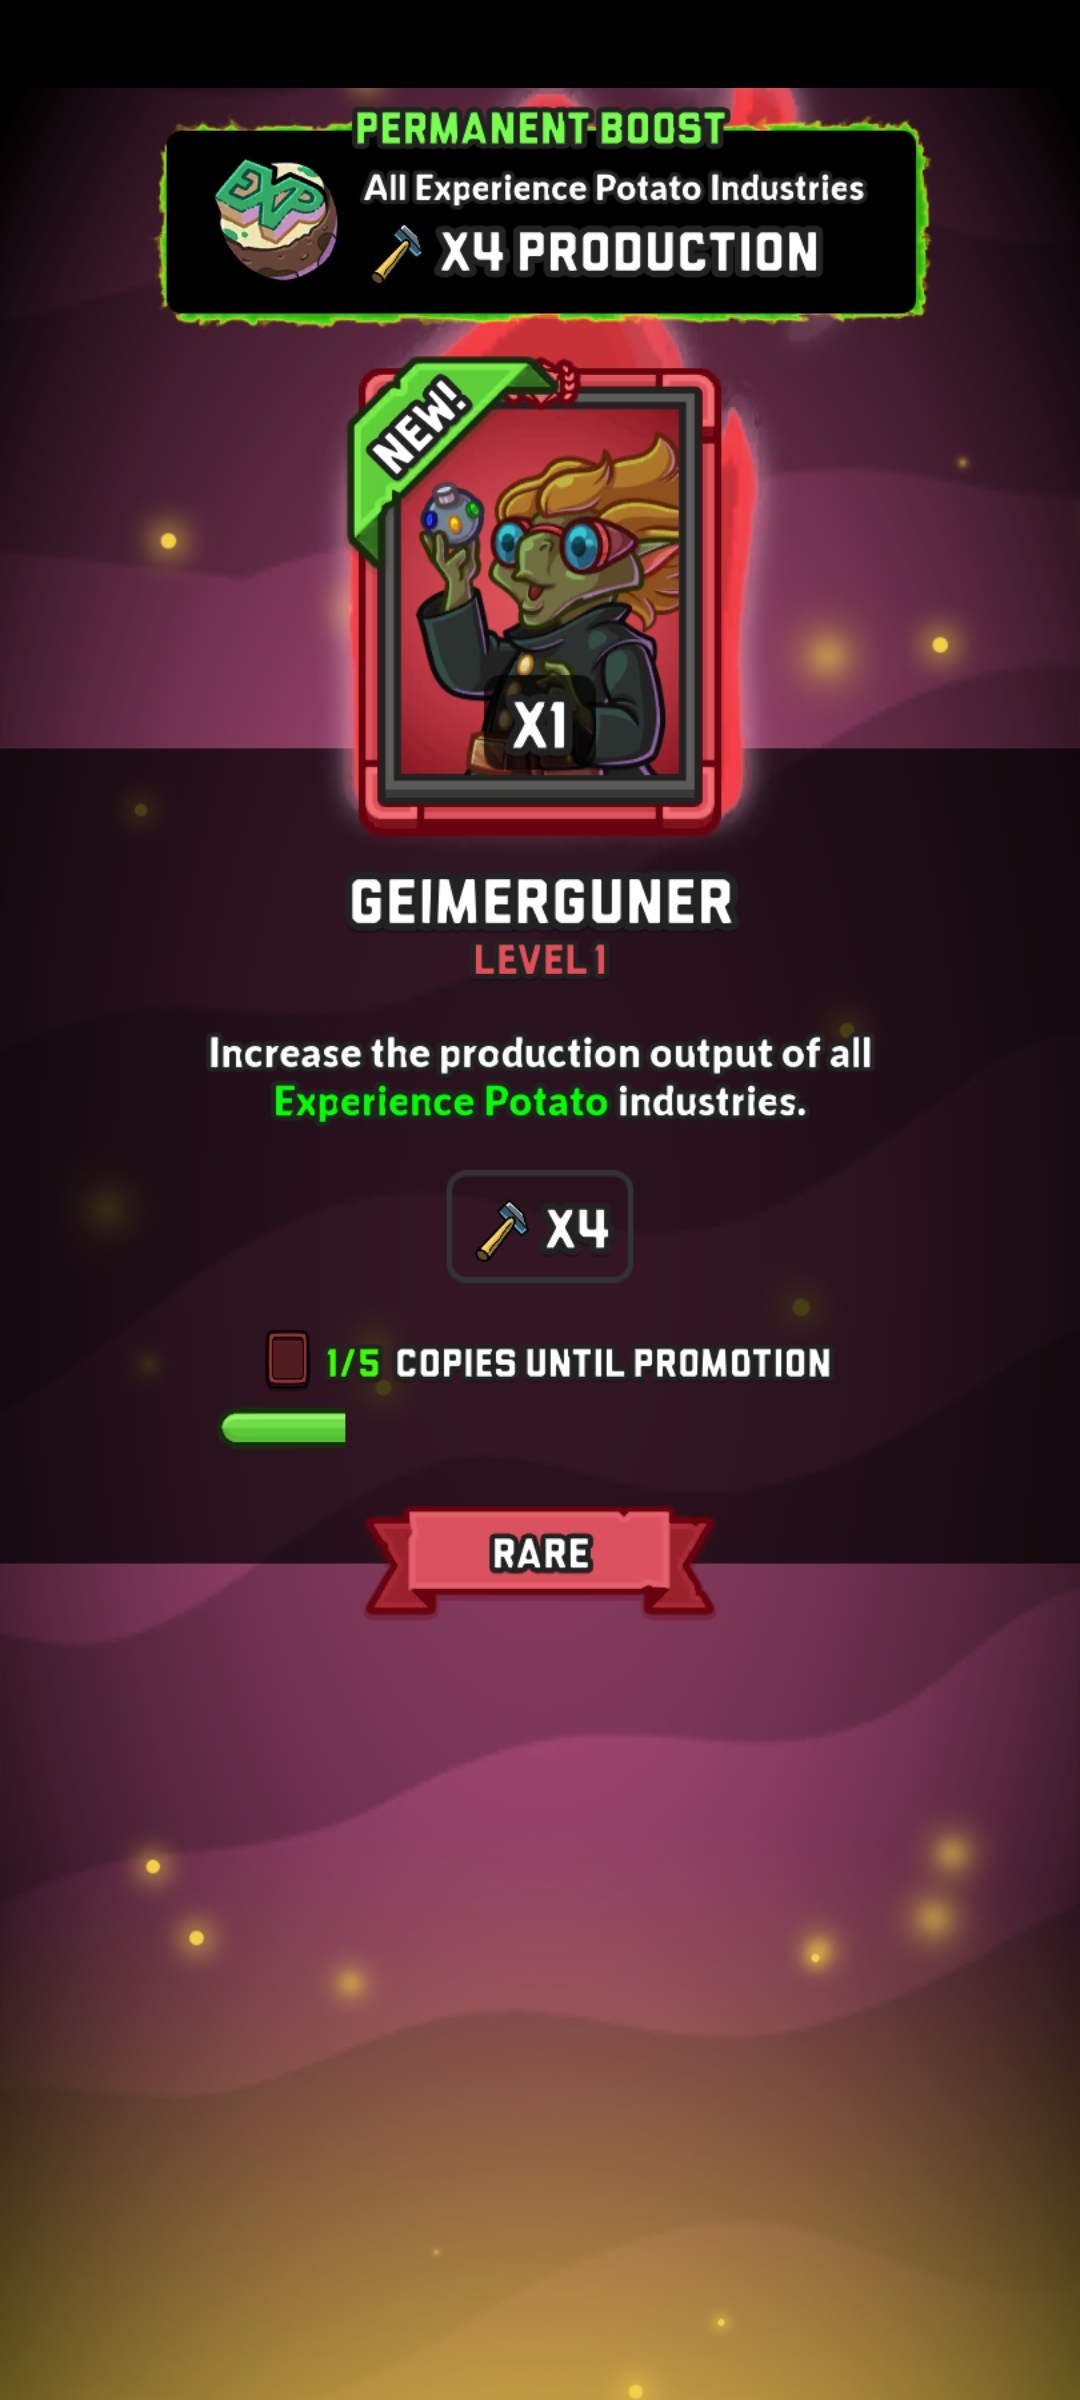 PERMANENT BOOST
EXP
All Experience Potato Industries
X4 PRODUCTION
NEW!
X1
GEIMERGUNER
LEVEL 1
Increase the production output of all
Experience Potato industries.
X4
1/5 COPIES UNTIL PROMOTION
RARE